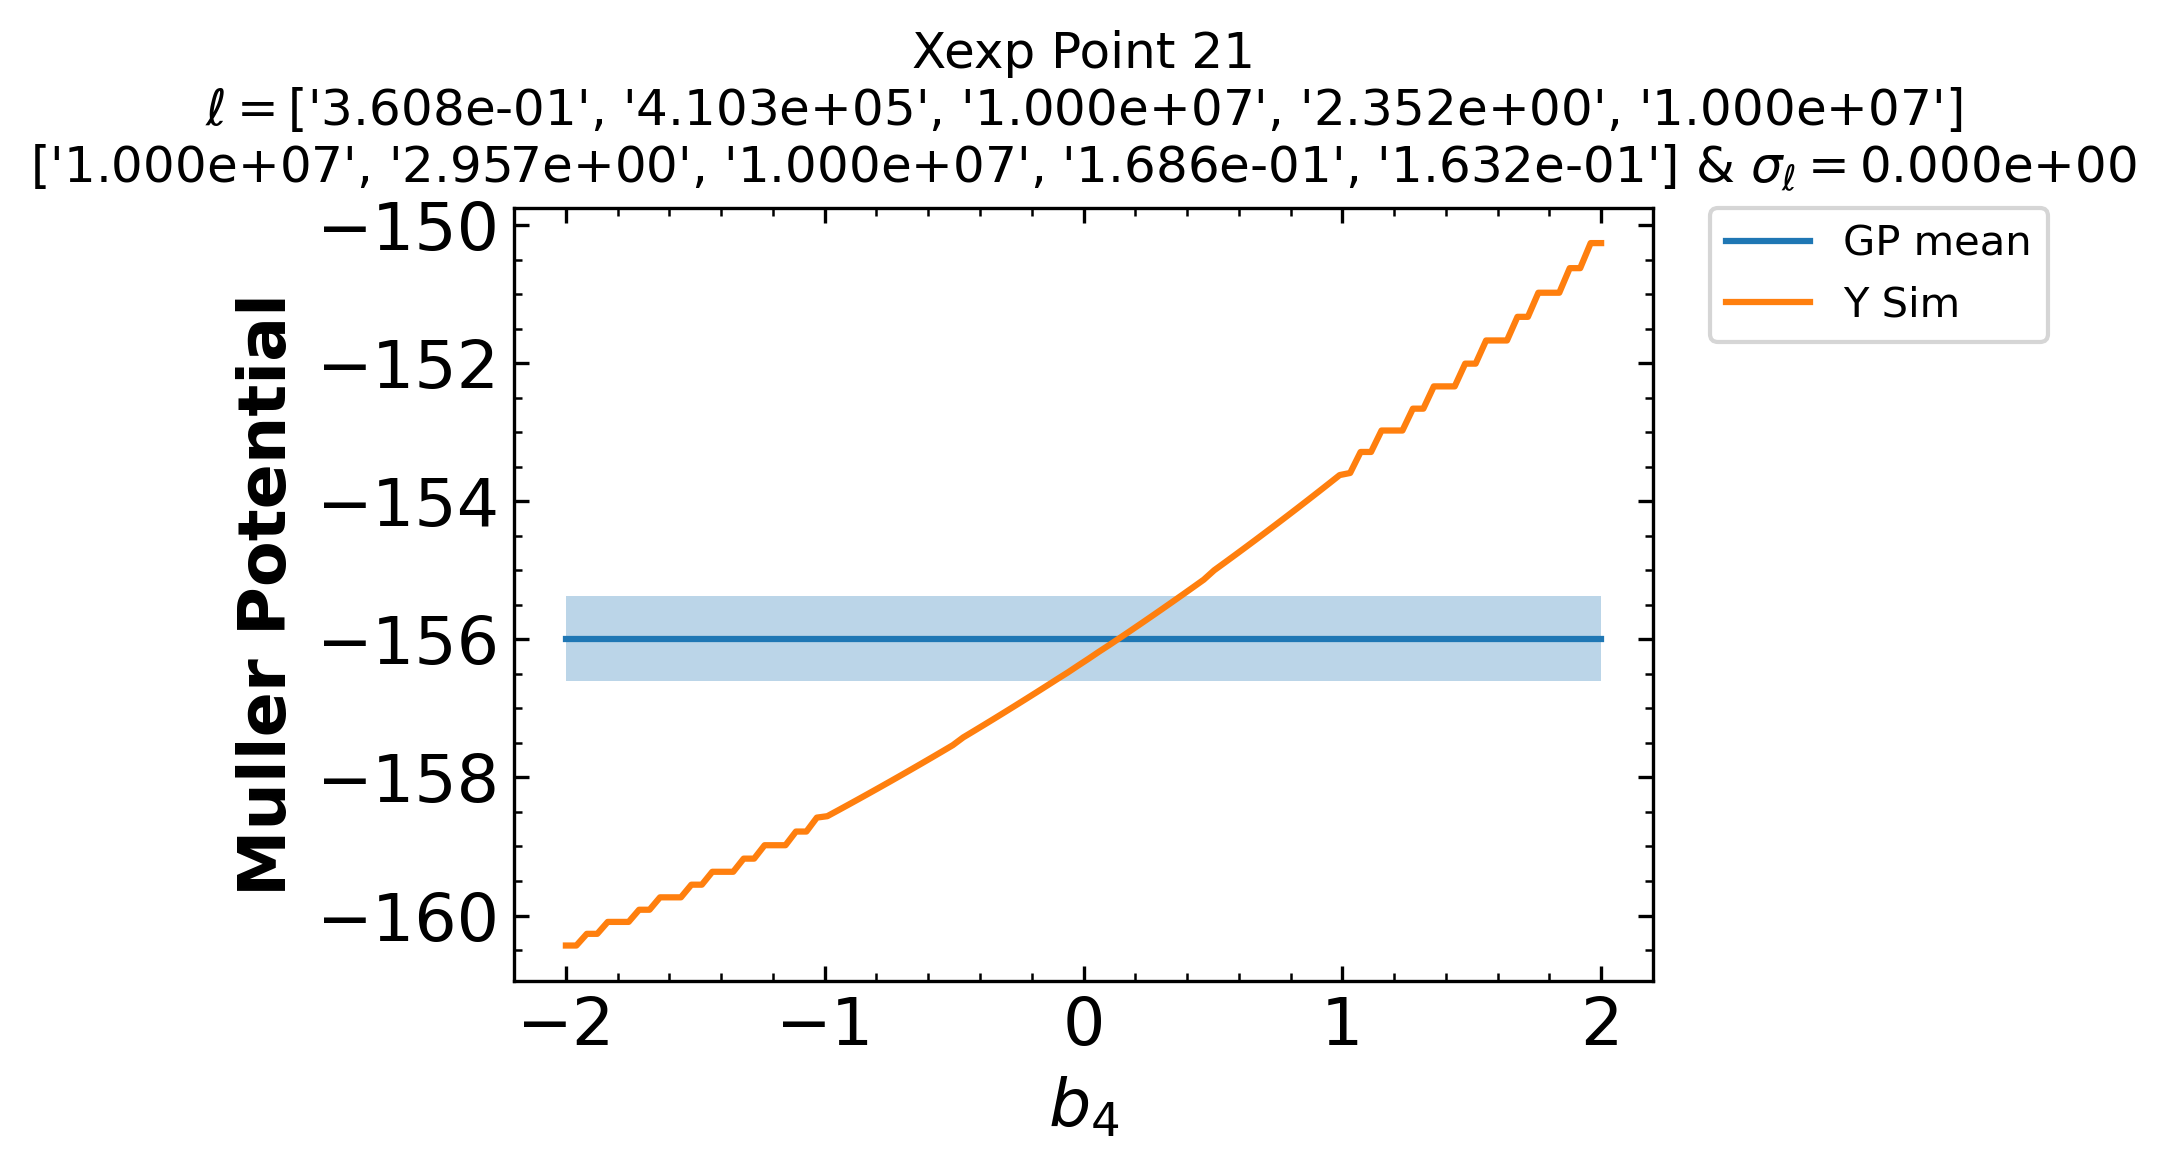 Xexp Point 21
ℓ = ['3.608e-01', '4.103e+05', '1.000e+07', '2.352e+00', '1.000e+07']
['1.000e+07', '2.957e+00', '1.000e+07', '1.686e-01', '1.632e-01'] & σℓ = 0.000e+00
GP mean
Y Sim
Muller Potential
−150
−152
−154
−156
−158
−160
−2
−1
0
1
2
b₄